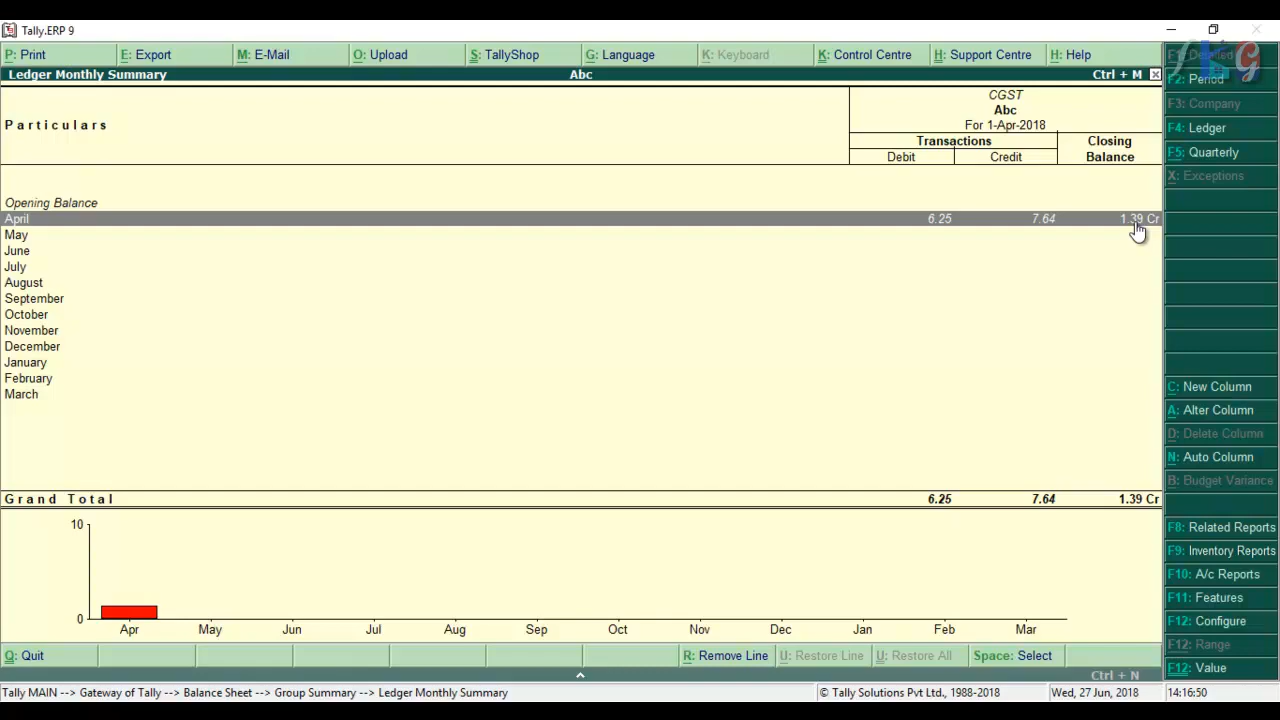 Tally.ERP 9
P: Print E: Export M: E-Mail O: Upload S: TallyShop G: Language K: Keyboard K: Control Centre H: Support Centre H: Help
Ledger Monthly Summary Abc Ctrl + M
CGST
Abc
For 1-Apr-2018
Particulars
Transactions Closing
Debit Credit Balance
Opening Balance
April 6.25 7.64 1.39 Cr
May
June
July
August
September
October
November
December
January
February
March
Grand Total 6.25 7.64 1.39 Cr
10
0
Apr May Jun Jul Aug Sep Oct Nov Dec Jan Feb Mar
Q: Quit R: Remove Line U: Restore Line U: Restore All Space: Select
Ctrl + N
Tally MAIN --> Gateway of Tally --> Balance Sheet --> Group Summary --> Ledger Monthly Summary © Tally Solutions Pvt Ltd., 1988-2018 Wed, 27 Jun, 2018 14:16:50
F1: Detailed
F2: Period
F3: Company
F4: Ledger
F5: Quarterly
X: Exceptions
C: New Column
A: Alter Column
D: Delete Column
N: Auto Column
B: Budget Variance
F8: Related Reports
F9: Inventory Reports
F10: A/c Reports
F11: Features
F12: Configure
F12: Range
F12: Value